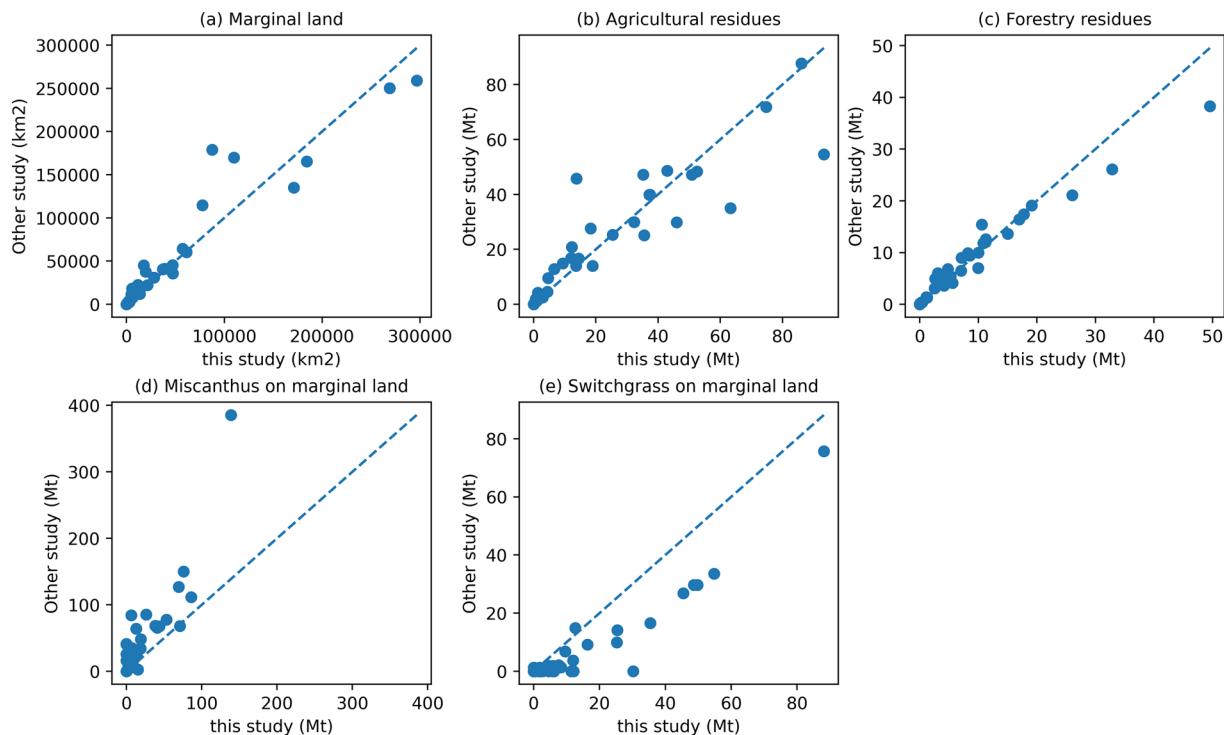 (a) Marginal land
300000
250000
200000
150000
100000
50000
0
Other study (km2)
0 100000 200000 300000
this study (km2)
(b) Agricultural residues
80
60
40
20
0
Other study (Mt)
0 20 40 60 80
this study (Mt)
(c) Forestry residues
50
40
30
20
10
0
Other study (Mt)
0 10 20 30 40 50
this study (Mt)
(d) Miscanthus on marginal land
400
300
200
100
0
Other study (Mt)
0 100 200 300 400
this study (Mt)
(e) Switchgrass on marginal land
80
60
40
20
0
Other study (Mt)
0 20 40 60 80
this study (Mt)